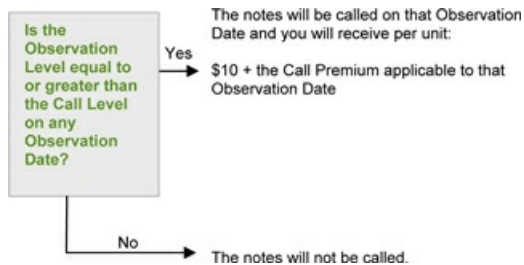 Is the
Observation
Level equal to
or greater than
the Call Level
on any
Observation
Date?
Yes
The notes will be called on that Observation
Date and you will receive per unit:
$10 + the Call Premium applicable to that
Observation Date
No
The notes will not be called.